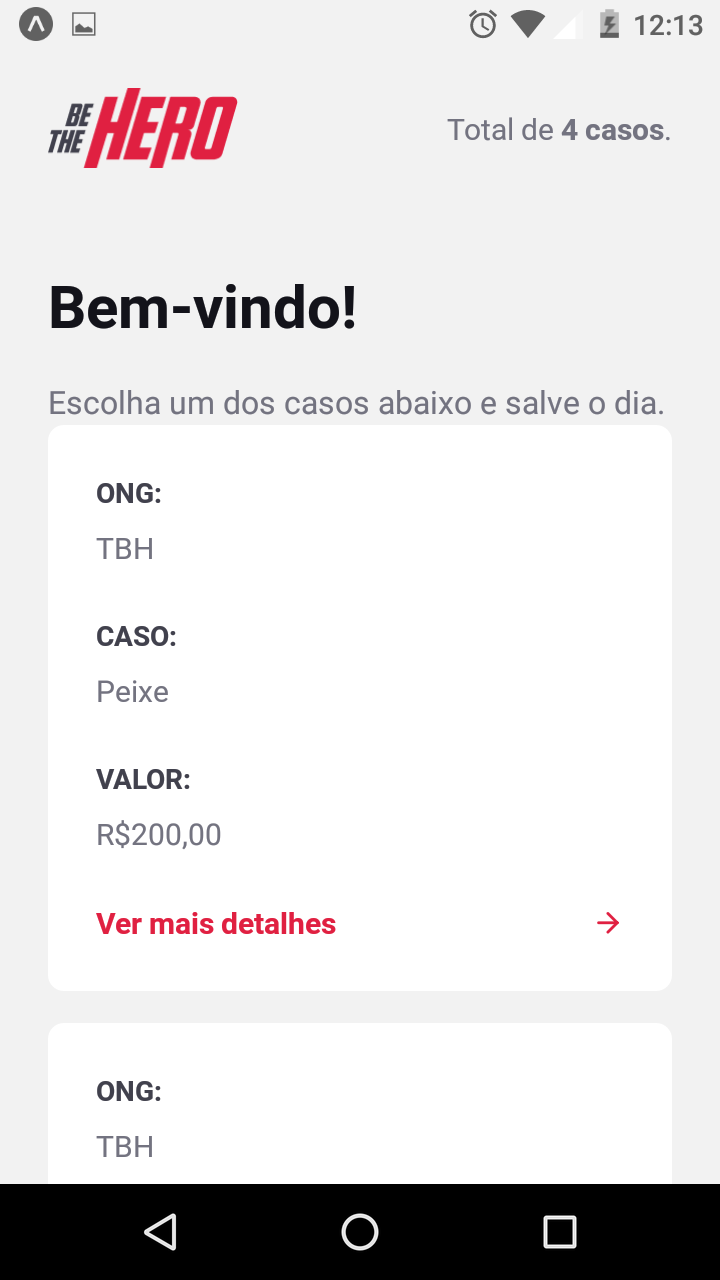 12:13
BE THE HERO
Total de 4 casos.
Bem-vindo!
Escolha um dos casos abaixo e salve o dia.
ONG:
TBH
CASO:
Peixe
VALOR:
R$200,00
Ver mais detalhes
ONG:
TBH